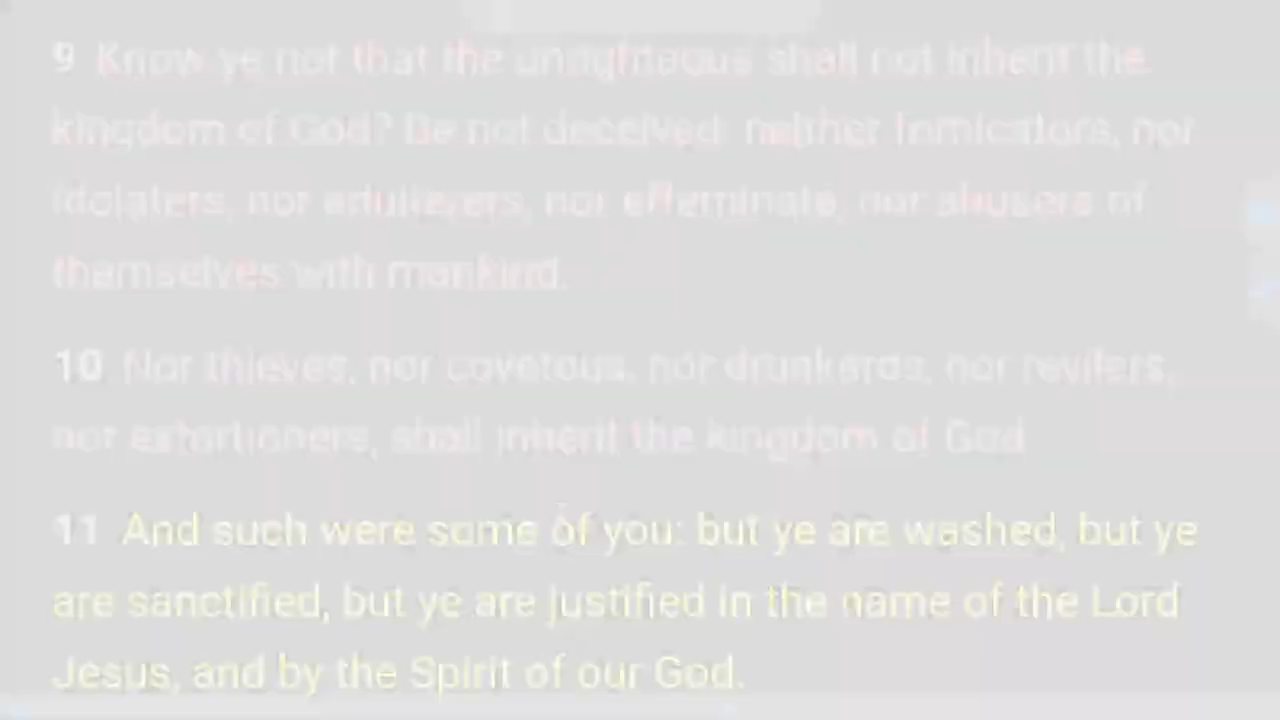 9 Know ye not that the unrighteous shall not inherit the
kingdom of God? Be not deceived: neither fornicators, nor
idolaters, nor adulterers, nor effeminate, nor abusers of
themselves with mankind,
10 Nor thieves, nor covetous, nor drunkards, nor revilers,
nor extortioners, shall inherit the kingdom of God
11 And such were some of you: but ye are washed, but ye
are sanctified, but ye are justified in the name of the Lord
Jesus, and by the Spirit of our God.